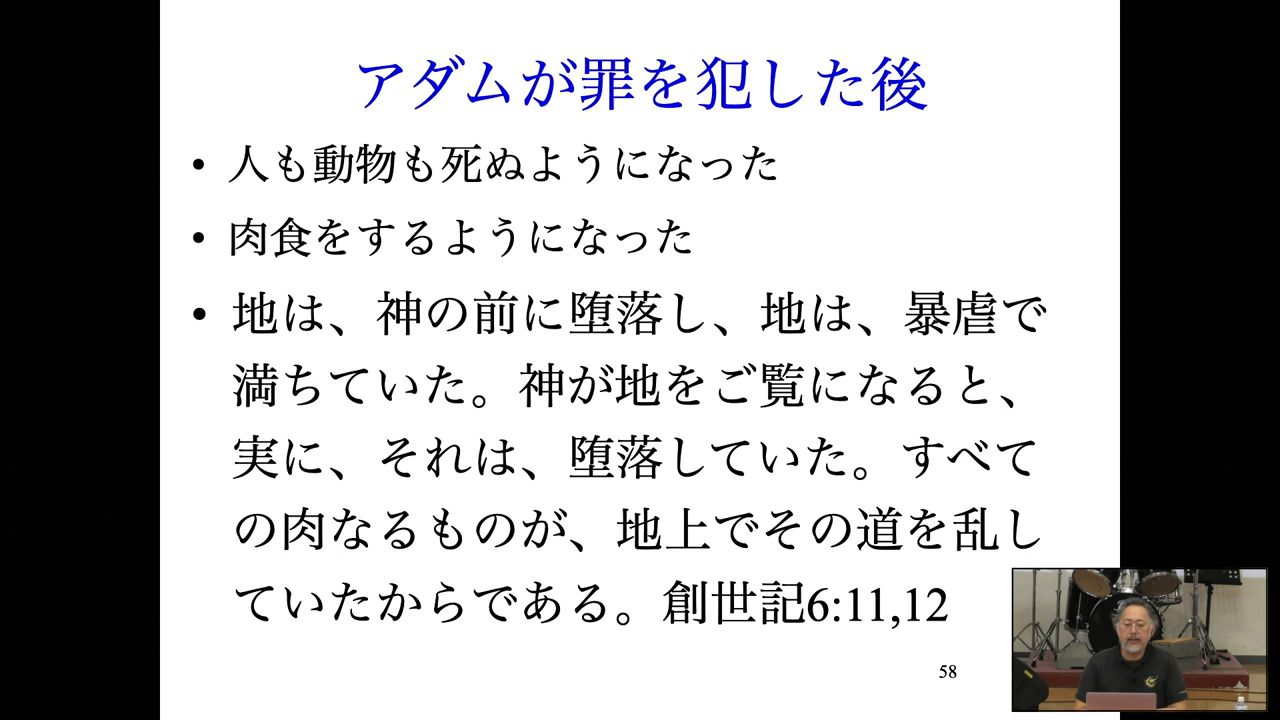 アダムが罪を犯した後
• 人も動物も死ぬようになった
• 肉食をするようになった
• 地は、神の前に堕落し、地は、暴虐で
満ちていた。神が地をご覧になると、
実に、それは、堕落していた。すべて
の肉なるものが、地上でその道を乱し
ていたからである。創世記6:11,12
58